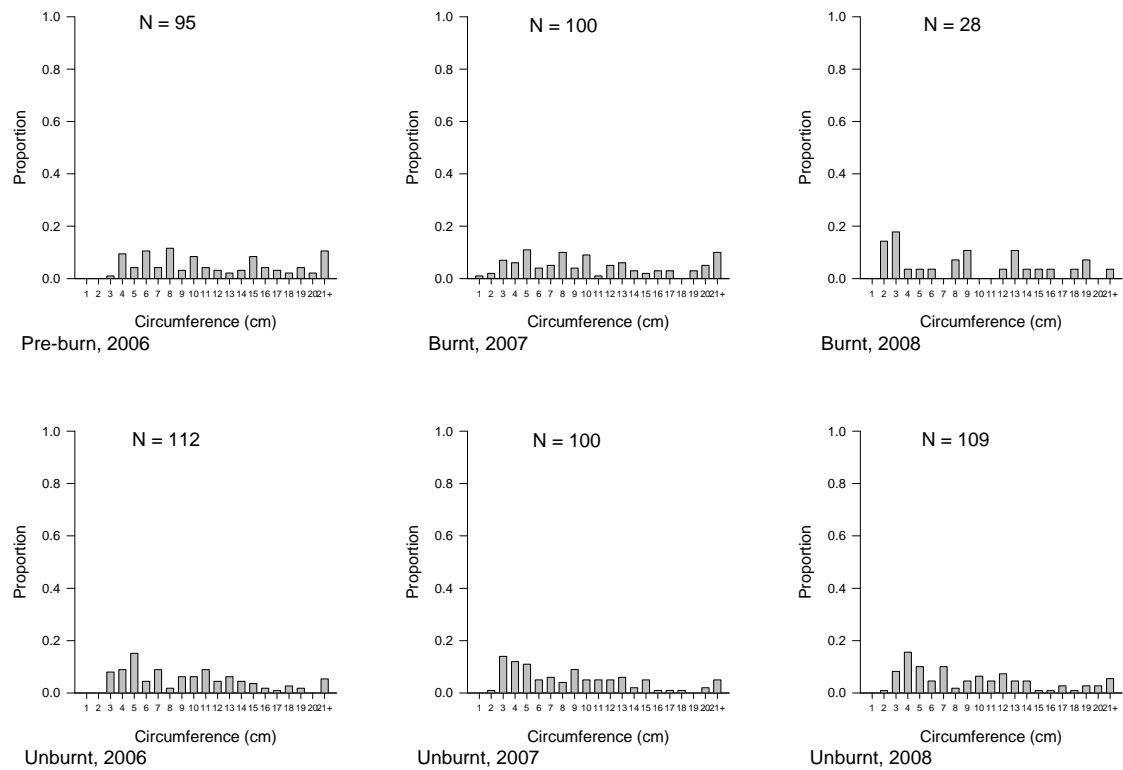 N = 95
1.0
0.8
0.6
0.4
0.2
0.0
Proportion
1 2 3 4 5 6 7 8 9 10 11 12 13 14 15 16 17 18 19 20 21+
Circumference (cm)
Pre-burn, 2006
N = 100
1.0
0.8
0.6
0.4
0.2
0.0
Proportion
1 2 3 4 5 6 7 8 9 10 11 12 13 14 15 16 17 18 19 20 21+
Circumference (cm)
Burnt, 2007
N = 28
1.0
0.8
0.6
0.4
0.2
0.0
Proportion
1 2 3 4 5 6 7 8 9 10 11 12 13 14 15 16 17 18 19 20 21+
Circumference (cm)
Burnt, 2008
N = 112
1.0
0.8
0.6
0.4
0.2
0.0
Proportion
1 2 3 4 5 6 7 8 9 10 11 12 13 14 15 16 17 18 19 20 21+
Circumference (cm)
Unburnt, 2006
N = 100
1.0
0.8
0.6
0.4
0.2
0.0
Proportion
1 2 3 4 5 6 7 8 9 10 11 12 13 14 15 16 17 18 19 20 21+
Circumference (cm)
Unburnt, 2007
N = 109
1.0
0.8
0.6
0.4
0.2
0.0
Proportion
1 2 3 4 5 6 7 8 9 10 11 12 13 14 15 16 17 18 19 20 21+
Circumference (cm)
Unburnt, 2008